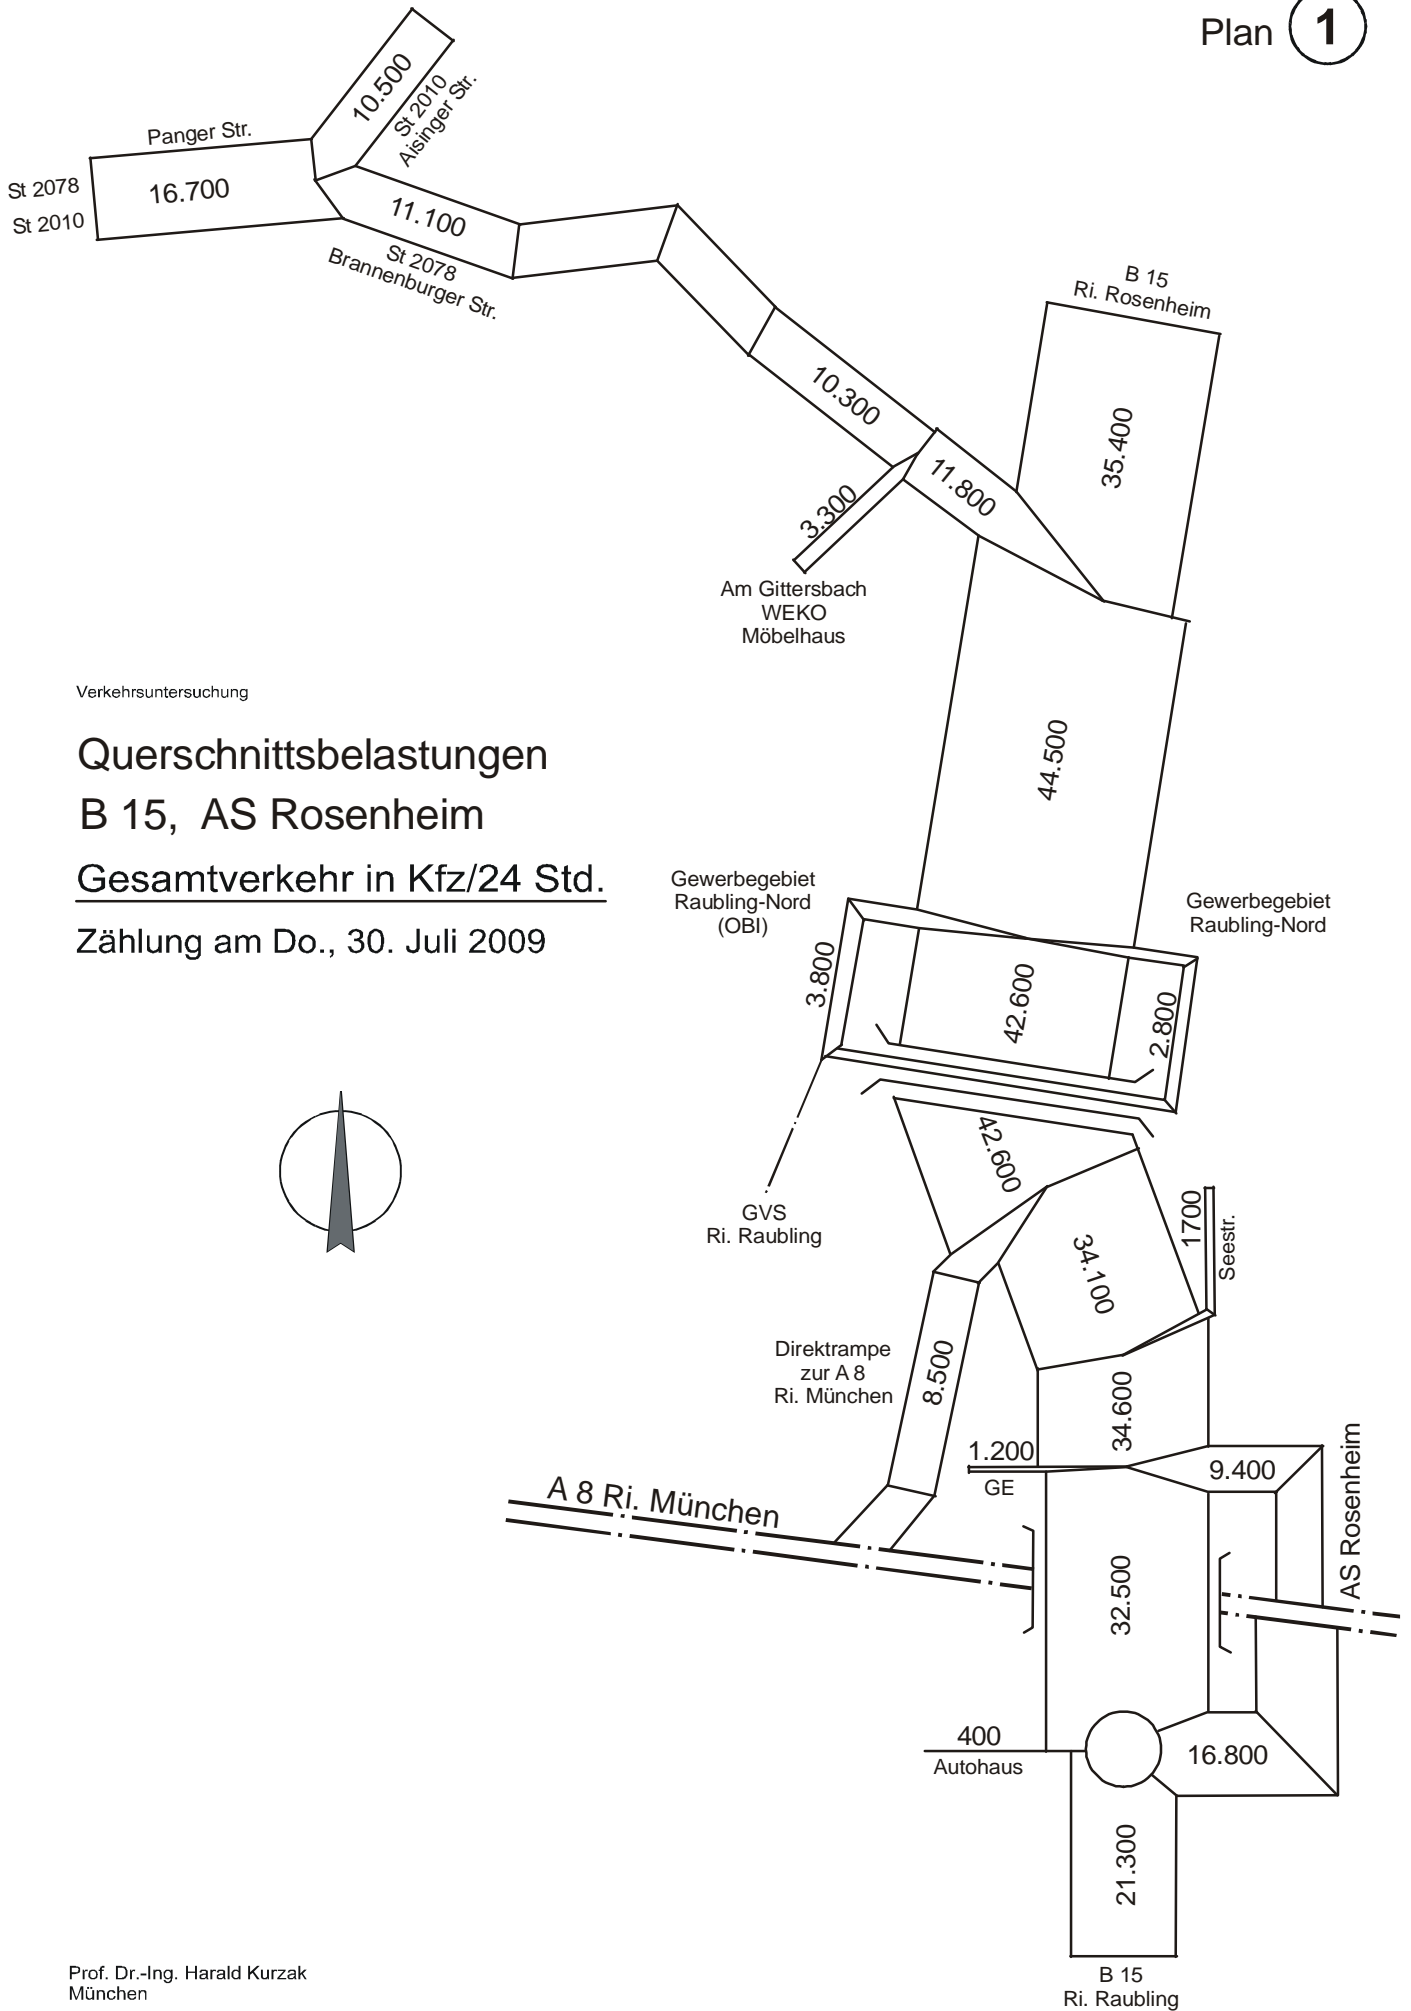 Plan 1
10.500
St 2010
Aisinger Str.
Panger Str.
St 2078
St 2010
16.700
11.100
St 2078
Brannenburger Str.
B 15
Ri. Rosenheim
10.300
35.400
11.800
3.300
Am Gittersbach
WEKO
Möbelhaus
Verkehrsuntersuchung
Querschnittsbelastungen
B 15, AS Rosenheim
Gesamtverkehr in Kfz/24 Std.
Zählung am Do., 30. Juli 2009
44.500
Gewerbegebiet
Raubling-Nord
(OBI)
Gewerbegebiet
Raubling-Nord
3.800
42.600
2.800
42.600
GVS
Ri. Raubling
1700
Seestr.
34.100
Direktrampe
zur A 8
Ri. München
8.500
34.600
1.200
GE
9.400
AS Rosenheim
A 8 Ri. München
32.500
400
Autohaus
16.800
21.300
B 15
Ri. Raubling
Prof. Dr.-Ing. Harald Kurzak
München